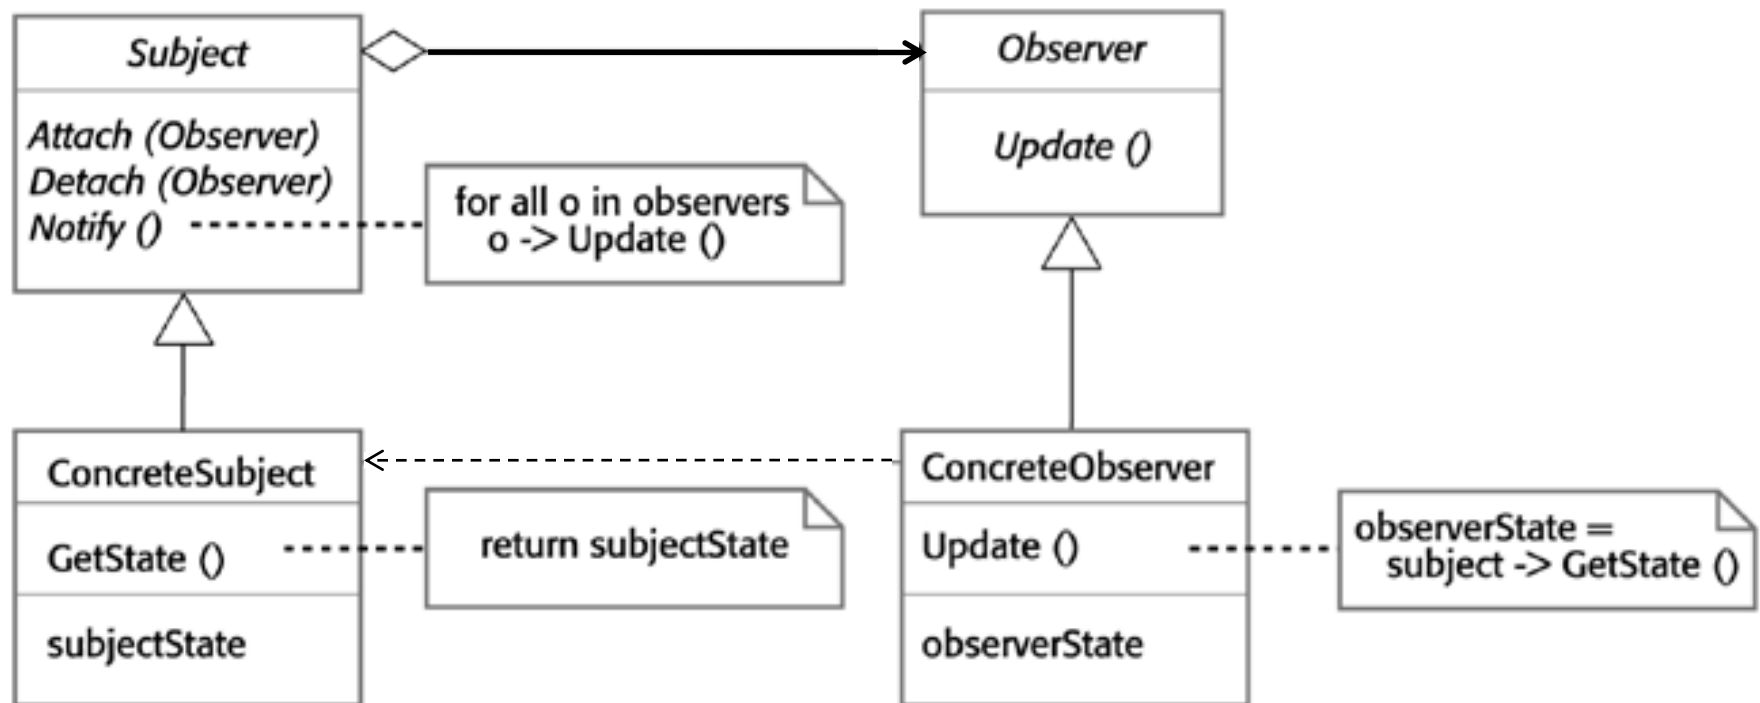 Subject
Attach (Observer)
Detach (Observer)
Notify ()
for all o in observers
o -> Update ()
Observer
Update ()
ConcreteSubject
GetState ()
subjectState
return subjectState
ConcreteObserver
Update ()
observerState
observerState =
subject -> GetState ()